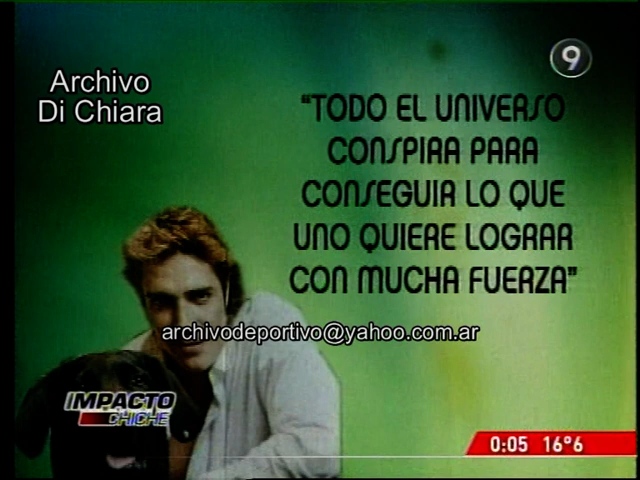 9
Archivo
Di Chiara
“TODO EL UNIVERSO
CONSPIRA PARA
CONSEGUIR LO QUE
UNO QUIERE LOGRAR
CON MUCHA FUERZA”
archivodeportivo@yahoo.com.ar
IMPACTO
CHICHE
0:05 16°6